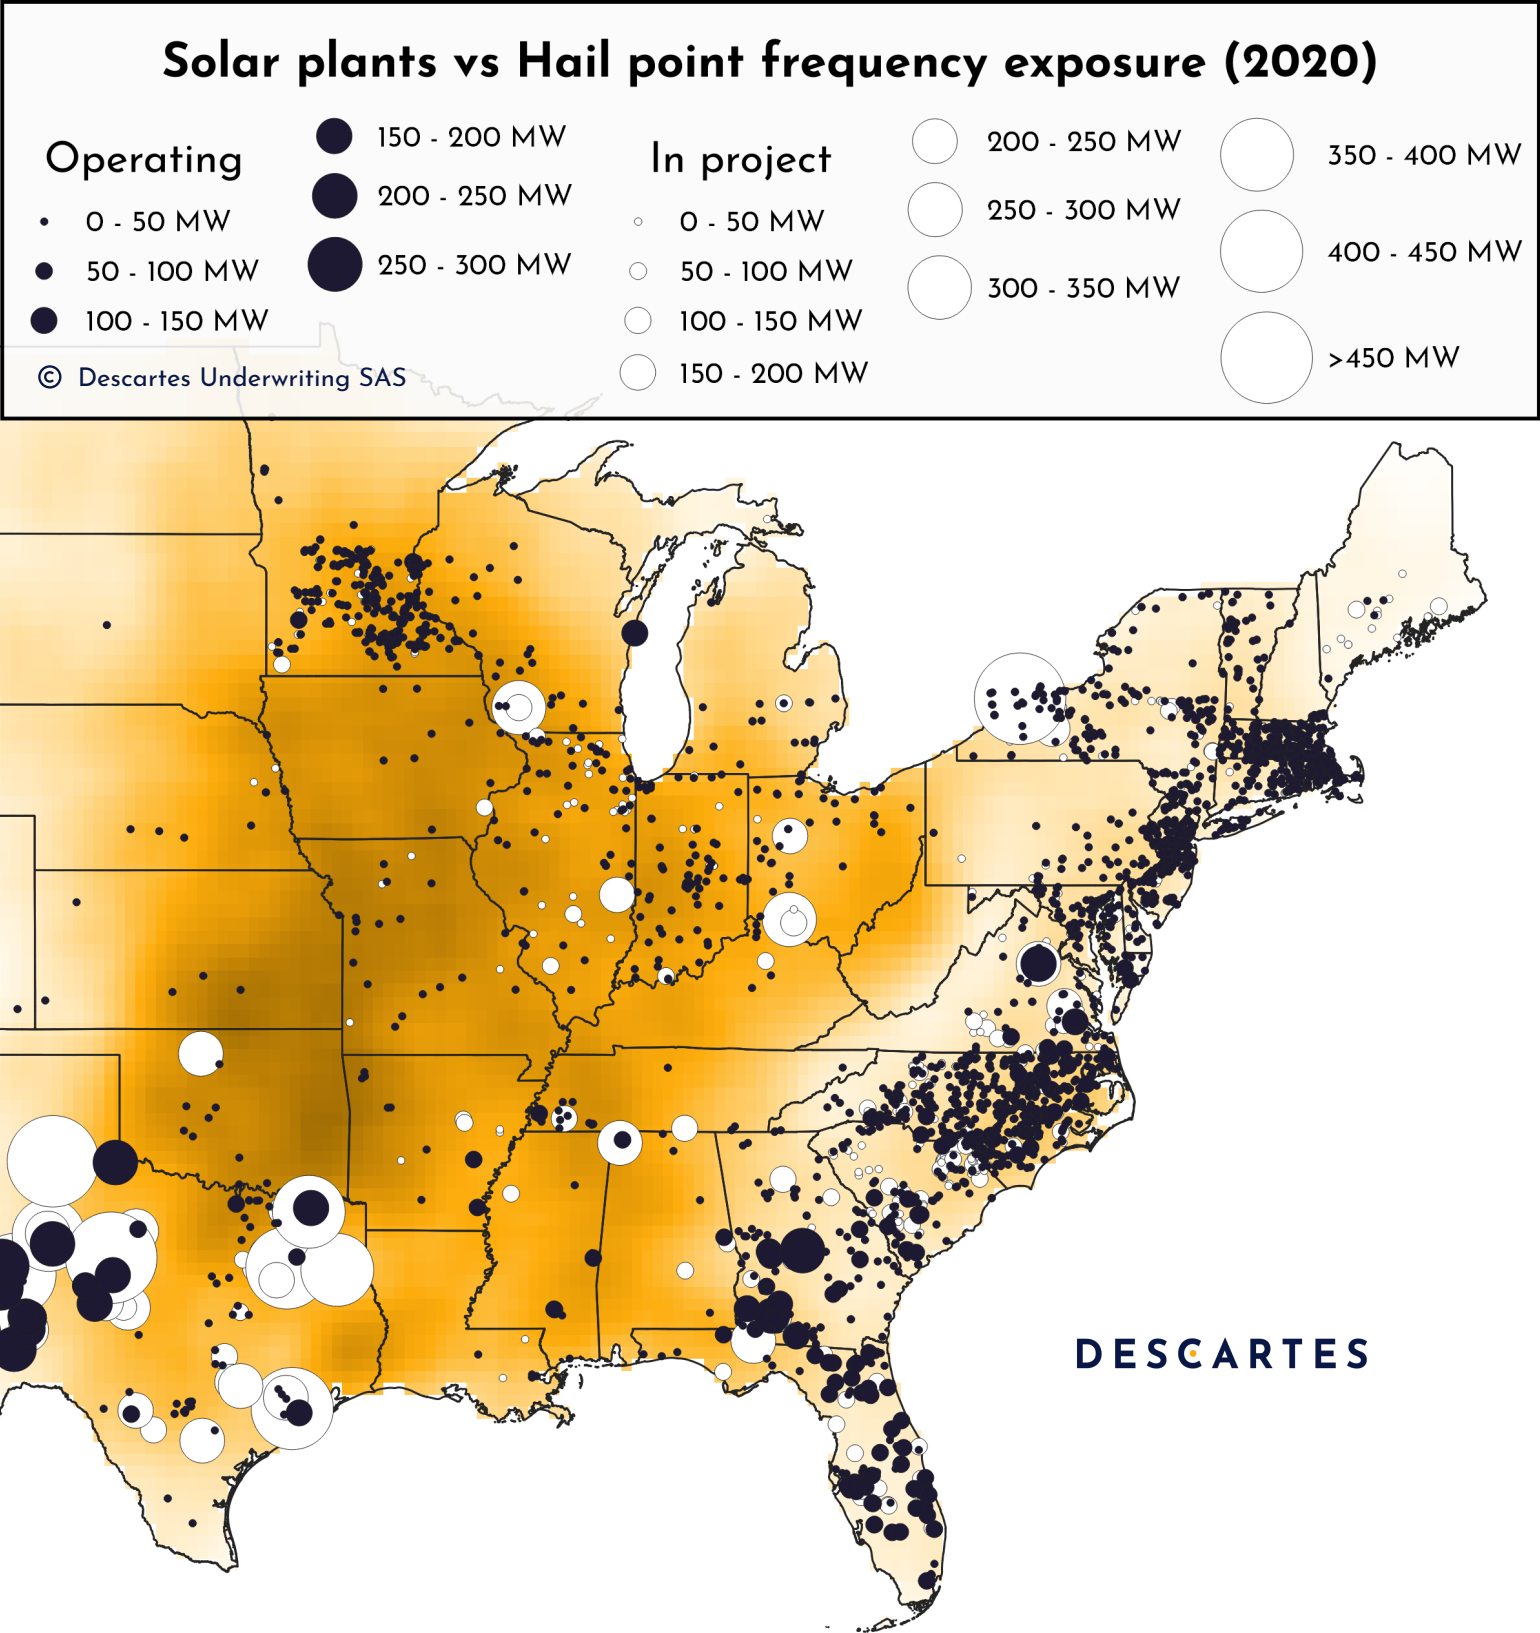 Solar plants vs Hail point frequency exposure (2020)
Operating
0 - 50 MW
50 - 100 MW
100 - 150 MW
150 - 200 MW
200 - 250 MW
250 - 300 MW
In project
0 - 50 MW
50 - 100 MW
100 - 150 MW
150 - 200 MW
200 - 250 MW
250 - 300 MW
300 - 350 MW
350 - 400 MW
400 - 450 MW
>450 MW
© Descartes Underwriting SAS
DESCARTES